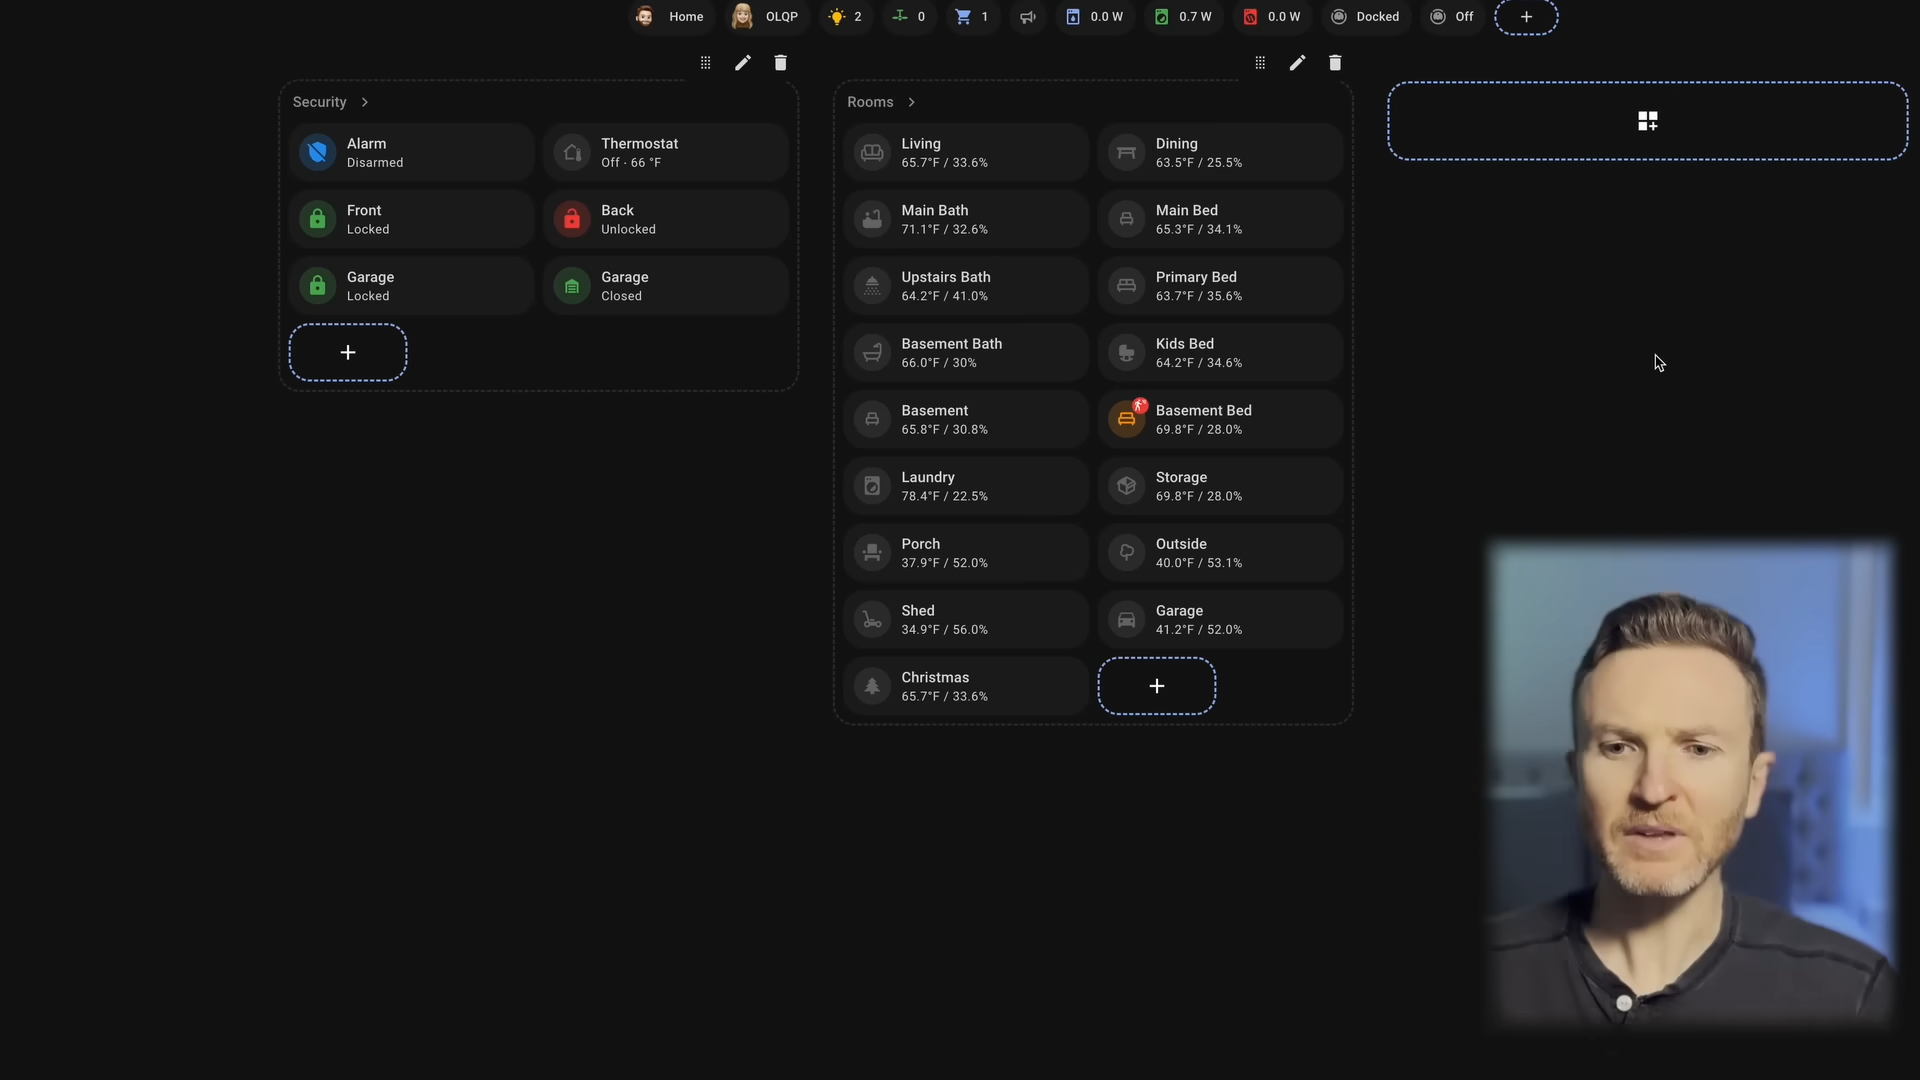 Home
OLQP
2
0
1
0.0 W
0.7 W
0.0 W
Docked
Off
Security
Alarm
Disarmed
Thermostat
Off · 66 °F
Front
Locked
Back
Unlocked
Garage
Locked
Garage
Closed
Rooms
Living
65.7°F / 33.6%
Dining
63.5°F / 25.5%
Main Bath
71.1°F / 32.6%
Main Bed
65.3°F / 34.1%
Upstairs Bath
64.2°F / 41.0%
Primary Bed
63.7°F / 35.6%
Basement Bath
66.0°F / 30%
Kids Bed
64.2°F / 34.6%
Basement
65.8°F / 30.8%
Basement Bed
69.8°F / 28.0%
Laundry
78.4°F / 22.5%
Storage
69.8°F / 28.0%
Porch
37.9°F / 52.0%
Outside
40.0°F / 53.1%
Shed
34.9°F / 56.0%
Garage
41.2°F / 52.0%
Christmas
65.7°F / 33.6%